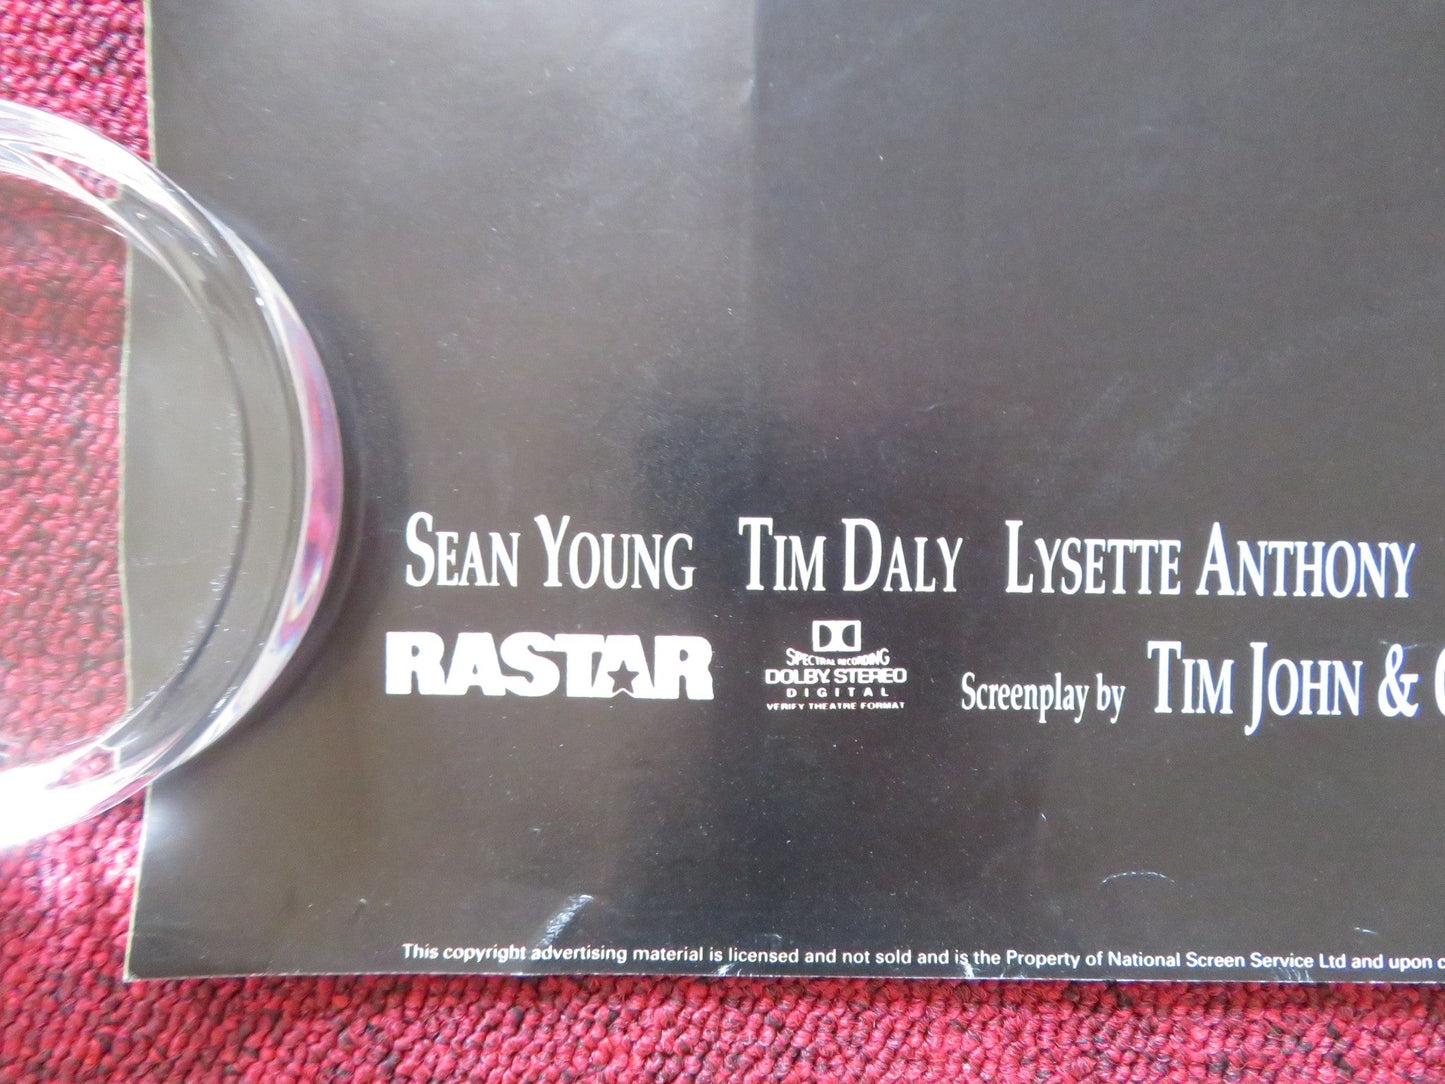 SEAN YOUNG TIM DALY LYSETTE ANTHONY
RASTAR
SPECTRAL RECORDING
DOLBY STEREO
DIGITAL
VERIFY THEATRE FORMAT
Screenplay by TIM JOHN &
This copyright advertising material is licensed and not sold and is the Property of National Screen Service Ltd and upon